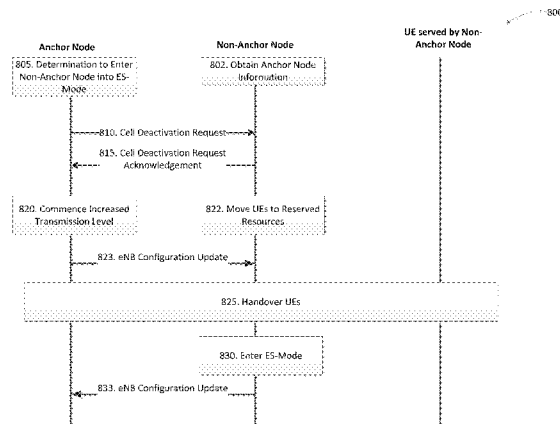 800
Anchor Node
Non-Anchor Node
UE served by Non-
Anchor Node
805. Determination to Enter
Non-Anchor Node into ES-
Mode
802. Obtain Anchor Node
Information
810. Cell Deactivation Request
815. Cell Deactivation Request
Acknowledgement
820. Commence Increased
Transmission Level
822. Move UEs to Reserved
Resources
823. eNB Configuration Update
825. Handover UEs
830. Enter ES-Mode
833. eNB Configuration Update